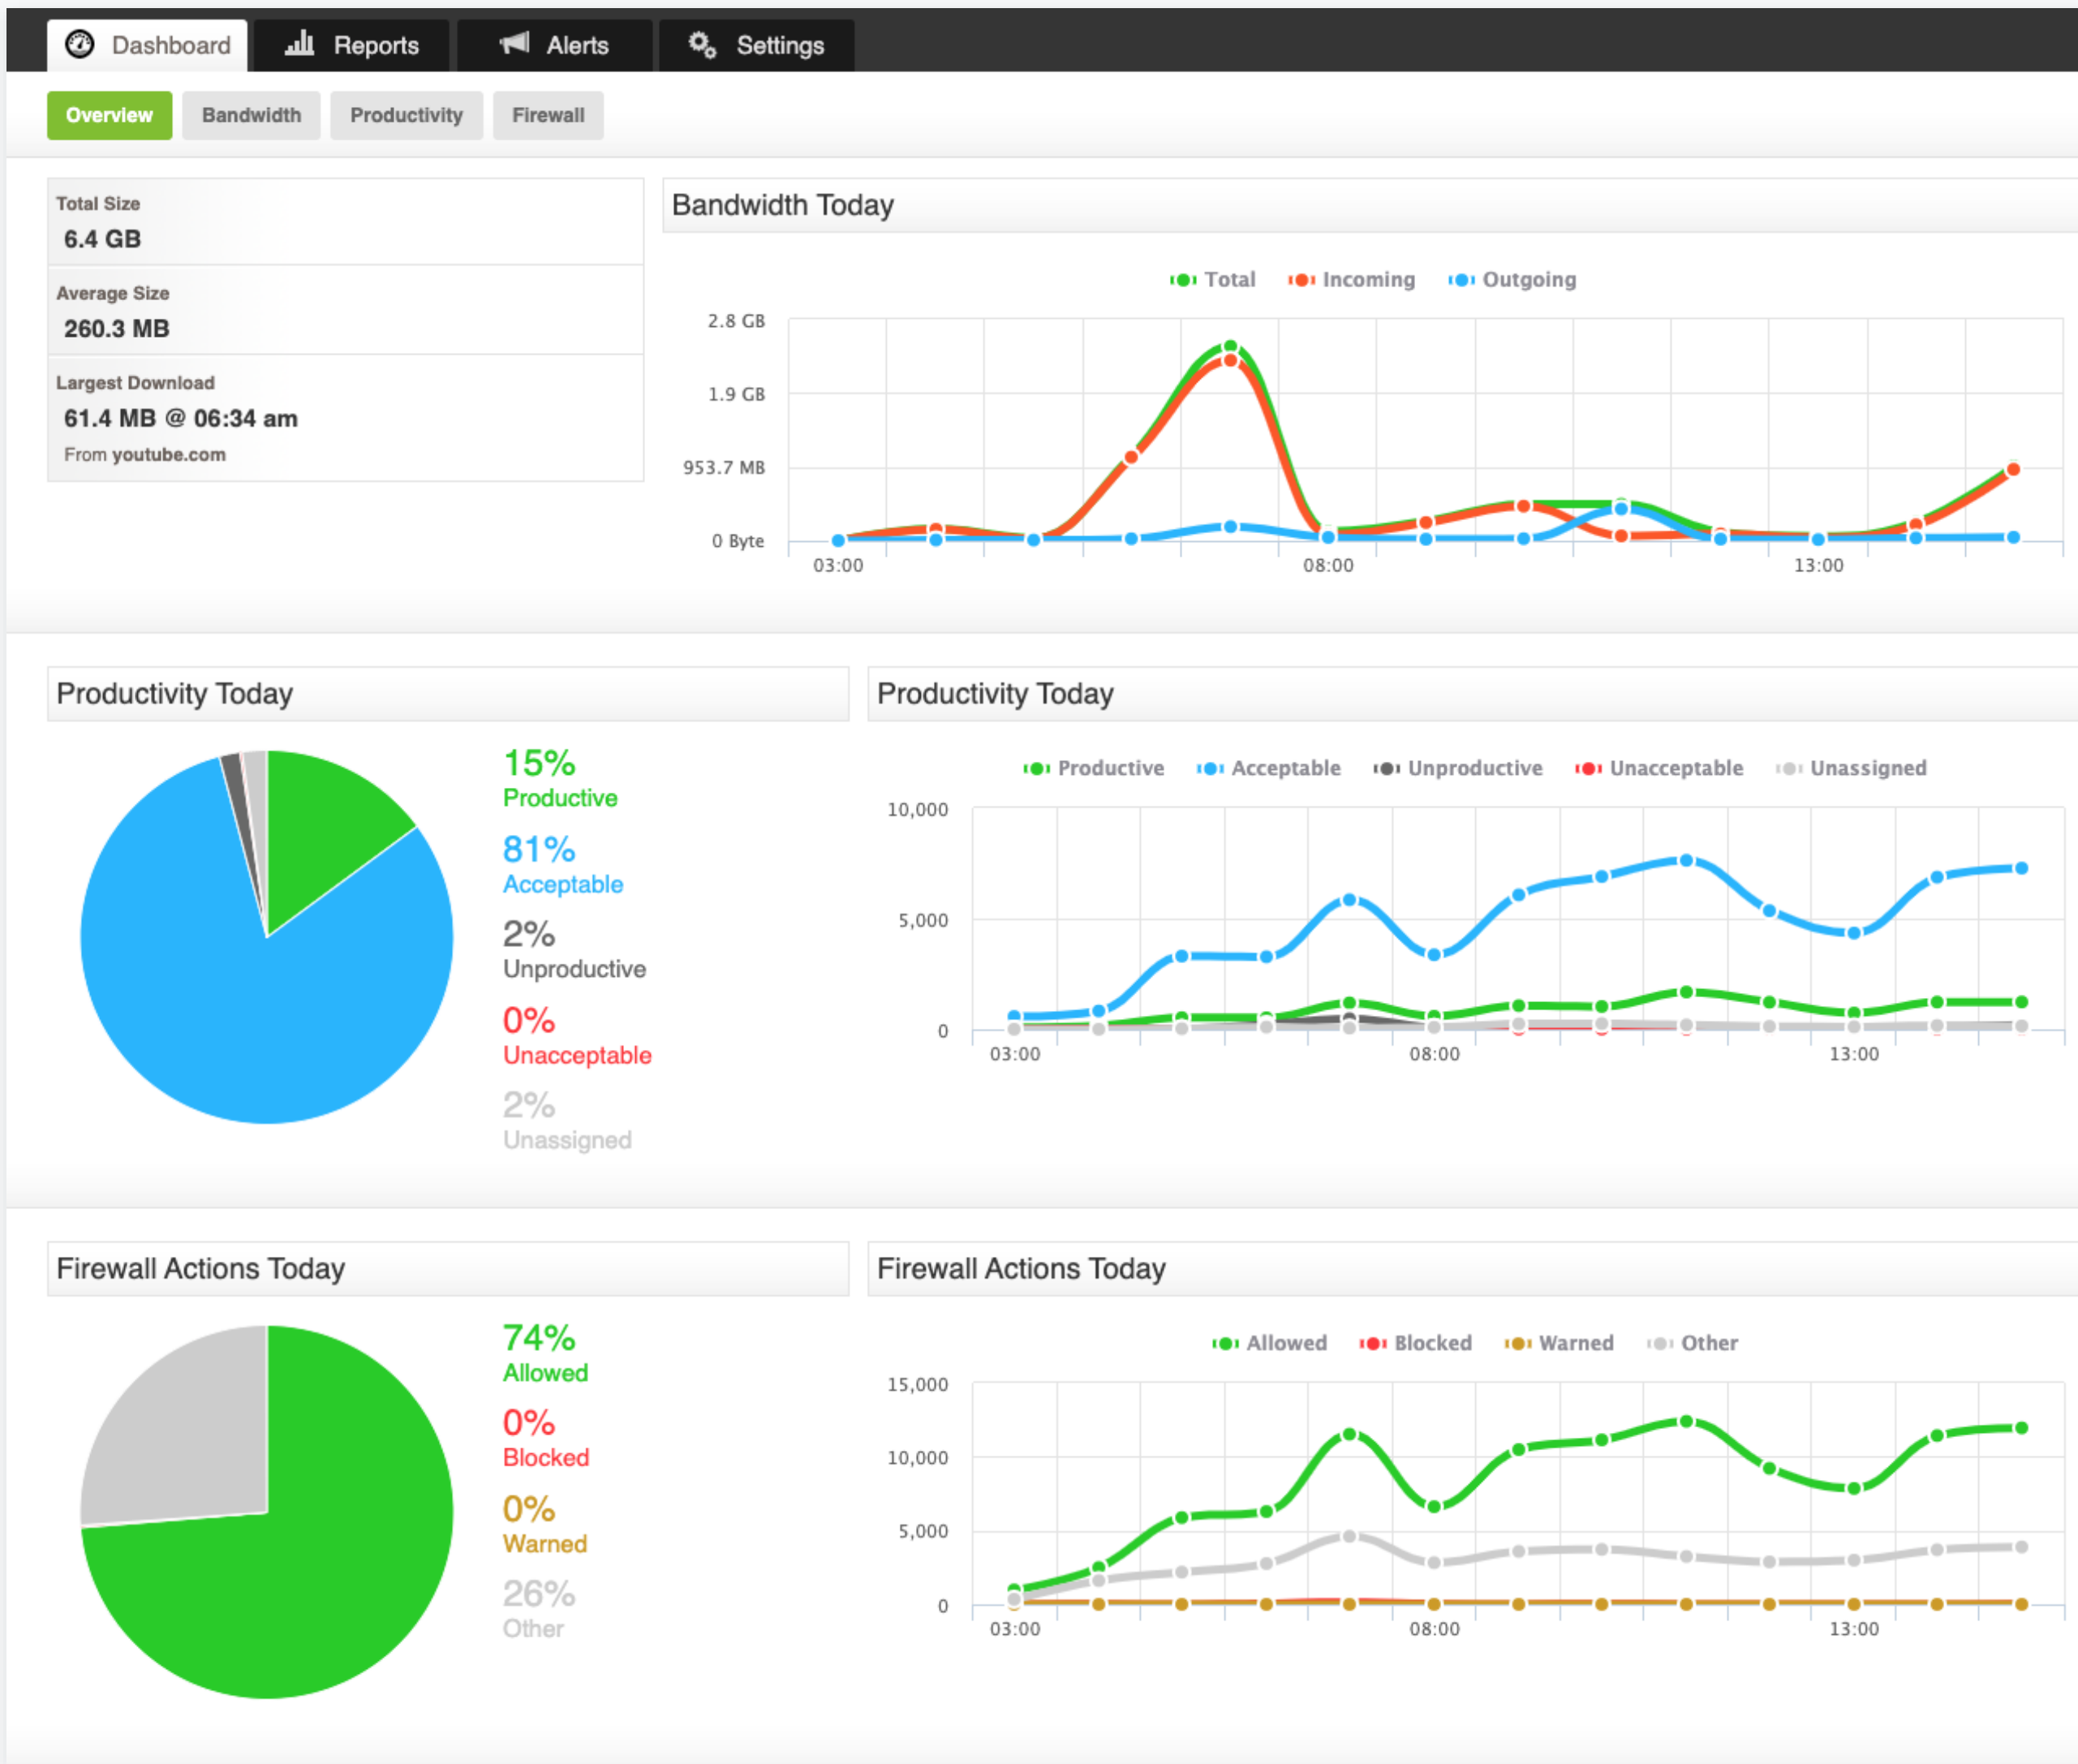 Dashboard Reports Alerts Settings
Overview Bandwidth Productivity Firewall
Total Size
6.4 GB
Average Size
260.3 MB
Largest Download
61.4 MB @ 06:34 am
From youtube.com
Bandwidth Today
Total Incoming Outgoing
2.8 GB
1.9 GB
953.7 MB
0 Byte
03:00 08:00 13:00
Productivity Today
15%
Productive
81%
Acceptable
2%
Unproductive
0%
Unacceptable
2%
Unassigned
Productivity Today
Productive Acceptable Unproductive Unacceptable Unassigned
10,000
5,000
0
03:00 08:00 13:00
Firewall Actions Today
74%
Allowed
0%
Blocked
0%
Warned
26%
Other
Firewall Actions Today
Allowed Blocked Warned Other
15,000
10,000
5,000
0
03:00 08:00 13:00